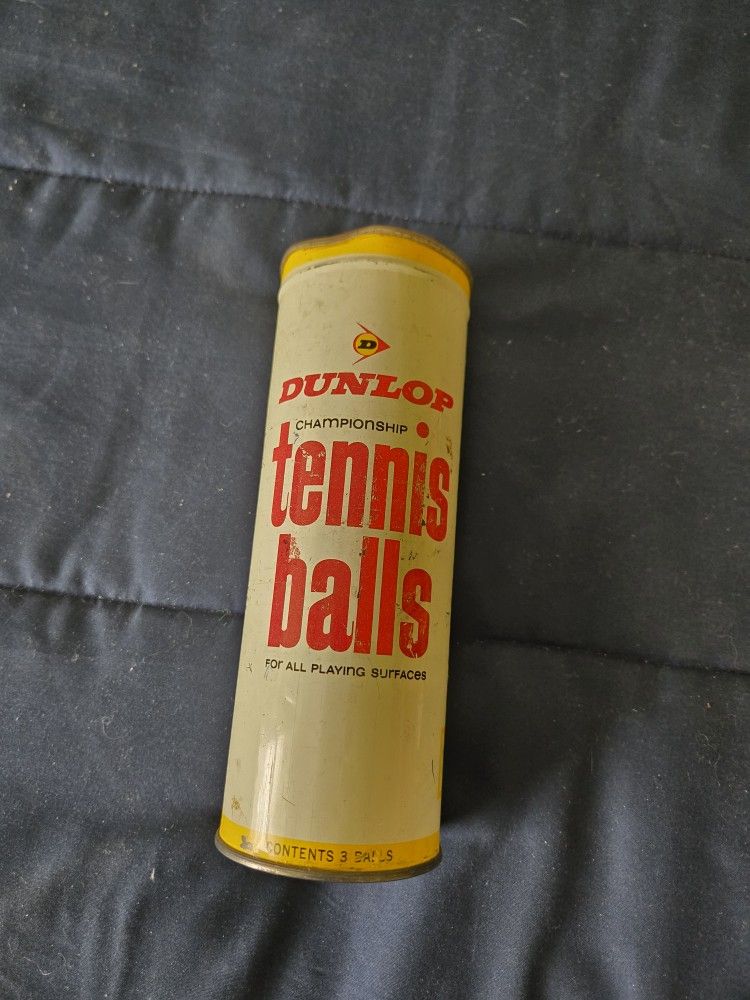 D
DUNLOP
CHAMPIONSHIP
tennis
balls
FOR ALL PLAYING SURFACES
CONTENTS 3 BALLS